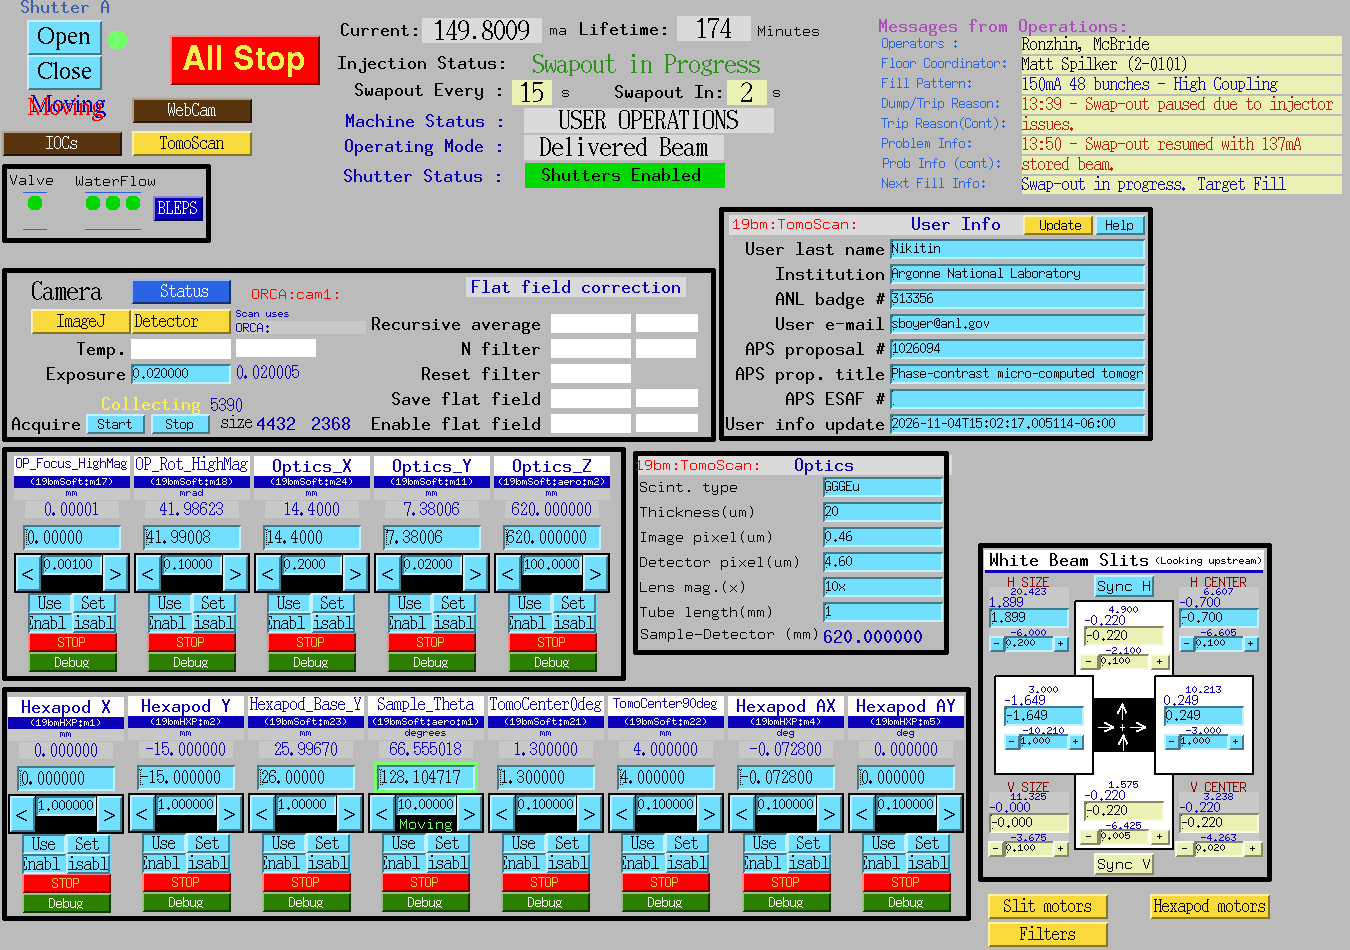 Shutter A
Open
Close
Moving
All Stop
WebCam
IOCs
TomoScan
Valve WaterFlow
BLEPS
Current: 149.8009 ma Lifetime: 174 Minutes
Injection Status: Swapout in Progress
Swapout Every : 15 s Swapout In: 2 s
Machine Status : USER OPERATIONS
Operating Mode : Delivered Beam
Shutter Status : Shutters Enabled
Messages from Operations:
Operators : Ronzhin, McBride
Floor Coordinator: Matt Spilker (2-0101)
Fill Pattern: 150mA 48 bunches - High Coupling
Dump/Trip Reason: 13:39 - Swap-out paused due to injector
Trip Reason(Cont): issues.
Problem Info: 13:50 - Swap-out resumed with 137mA
Prob Info (cont): stored beam.
Next Fill Info: Swap-out in progress. Target Fill
19bm:TomoScan: User Info Update Help
User last name Nikitin
Institution Argonne National Laboratory
ANL badge # 313356
User e-mail sboyer@anl.gov
APS proposal # 1026094
APS prop. title Phase-contrast micro-computed tomogr
APS ESAF #
User info update 2026-11-04T15:02:17.005114-06:00
Camera Status ORCA:cam1: Flat field correction
ImageJ Detector Scan uses
ORCA:
Recursive average
Temp. N filter
Exposure 0.020000 0.020005 Reset filter
Collecting 5390 Save flat field
Acquire Start Stop size 4432 2368 Enable flat field
OP_Focus_HighMag OP_Rot_HighMag Optics_X Optics_Y Optics_Z
(19bmSoft:m17) (19bmSoft:m18) (19bmSoft:m24) (19bmSoft:m11) (19bmSoft:aero:m2)
mm mrad mm mm mm
0.00001 41.98623 14.4000 7.38006 620.000000
0.00000 41.99008 14.4000 7.38006 620.000000
< 0.00100 > < 0.10000 > < 0.2000 > < 0.02000 > < 100.0000 >
Use Set Use Set Use Set Use Set Use Set
Enabl isabl Enabl isabl Enabl isabl Enabl isabl Enabl isabl
STOP STOP STOP STOP STOP
Debug Debug Debug Debug Debug
19bm:TomoScan: Optics
Scint. type GGGEu
Thickness(um) 20
Image pixel(um) 0.46
Detector pixel(um) 4.60
Lens mag.(x) 10x
Tube length(mm) 1
Sample-Detector (mm) 620.000000
Hexapod X Hexapod Y Hexapod_Base_Y Sample_Theta TomoCenter0deg TomoCenter90deg Hexapod AX Hexapod AY
(19bmHXP:m1) (19bmHXP:m2) (19bmSoft:m23) (19bmSoft:aero:m1) (19bmSoft:m21) (19bmSoft:m22) (19bmHXP:m4) (19bmHXP:m5)
mm mm mm degrees mm mm deg deg
0.000000 -15.000000 25.99670 66.555018 1.300000 4.000000 -0.072800 0.000000
0.000000 -15.000000 26.00000 128.104717 1.300000 4.000000 -0.072800 0.000000
< 1.000000 > < 1.000000 > < 1.00000 > < 10.00000 > < 0.100000 > < 0.100000 > < 0.100000 > < 0.100000 >
Moving
Use Set Use Set Use Set Use Set Use Set Use Set Use Set Use Set
Enabl isabl Enabl isabl Enabl isabl Enabl isabl Enabl isabl Enabl isabl Enabl isabl Enabl isabl
STOP STOP STOP STOP STOP STOP STOP STOP
Debug Debug Debug Debug Debug Debug Debug Debug
White Beam Slits (Looking upstream)
H SIZE Sync H H CENTER
20.423 6.607
1.899 -0.700
1.899 -0.700
-6.000 -6.605
- 0.200 + - 0.100 +
4.900
-0.220
-0.220
-2.100
- 0.100 +
3.000 10.213
-1.649 0.249
-1.649 0.249
-10.210 -3.000
- 1.000 + - 1.000 +
V SIZE 1.575 V CENTER
11.325 3.238
-0.000 -0.220 -0.220
-0.000 -0.220 -0.220
-3.675 -6.425 -4.263
- 0.100 + - 0.005 + - 0.020 +
Sync V
Slit motors Hexapod motors
Filters